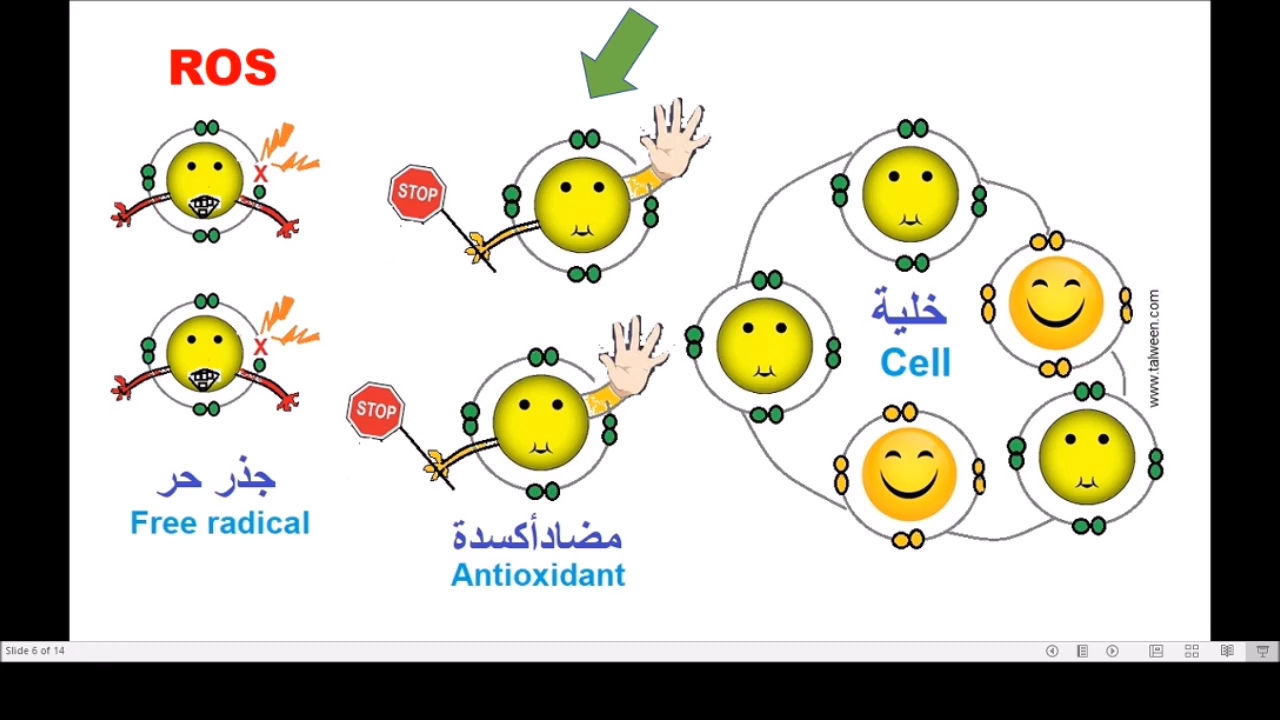 ROS
STOP
STOP
خلية
Cell
www.talween.com
جذر حر
Free radical
مضادأكسدة
Antioxidant
X
X
Slide 6 of 14